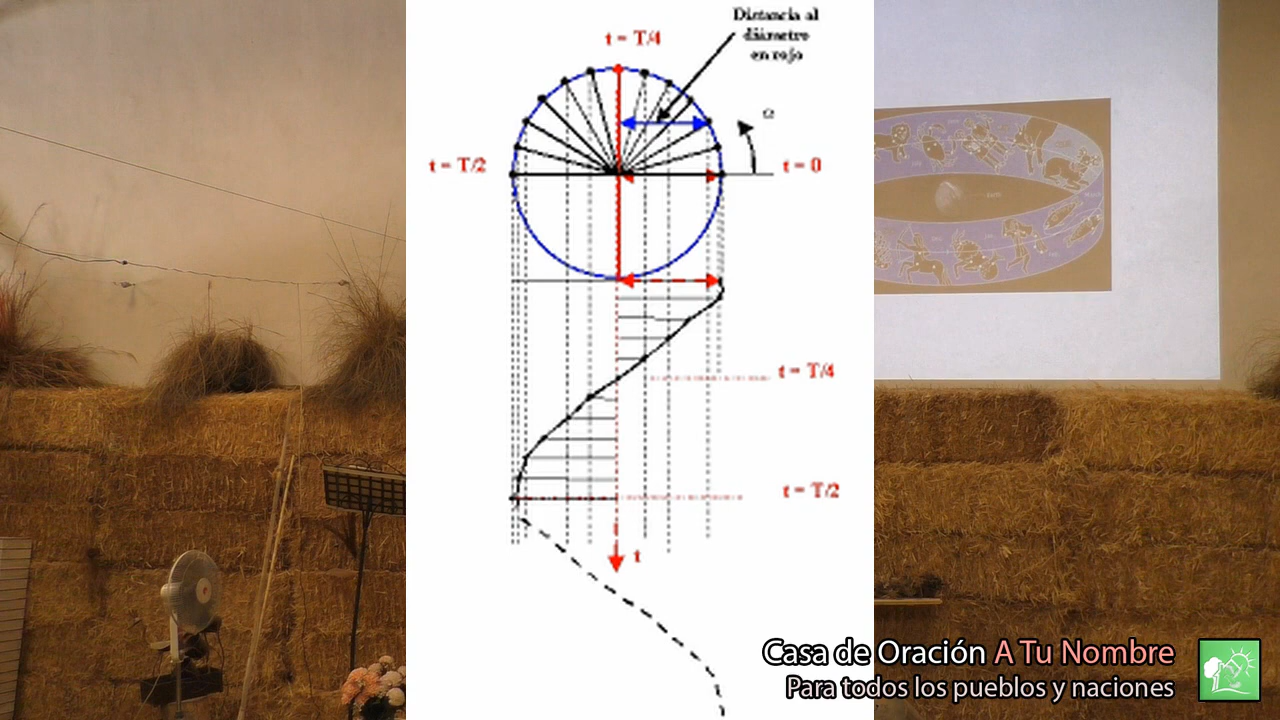 Distancia al
diámetro
en rojo
t = T/4
Ω
t = T/2
t = 0
t = T/4
t = T/2
t
Casa de Oración A Tu Nombre
Para todos los pueblos y naciones